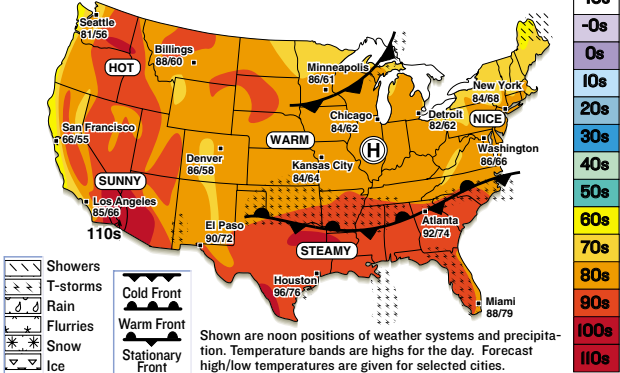 Seattle
81/56
Billings
88/60
HOT
Minneapolis
86/61
New York
84/68
Chicago
84/62
Detroit
82/62
NICE
San Francisco
66/55
WARM
H
Washington
86/66
Denver
86/58
Kansas City
84/64
SUNNY
Los Angeles
85/66
110s
El Paso
90/72
Atlanta
92/74
STEAMY
Houston
96/76
Miami
88/79
Showers
T-storms
Rain
Flurries
Snow
Ice
Cold Front
Warm Front
Stationary
Front
Shown are noon positions of weather systems and precipita-
tion. Temperature bands are highs for the day. Forecast
high/low temperatures are given for selected cities.
-0s
0s
10s
20s
30s
40s
50s
60s
70s
80s
90s
100s
110s